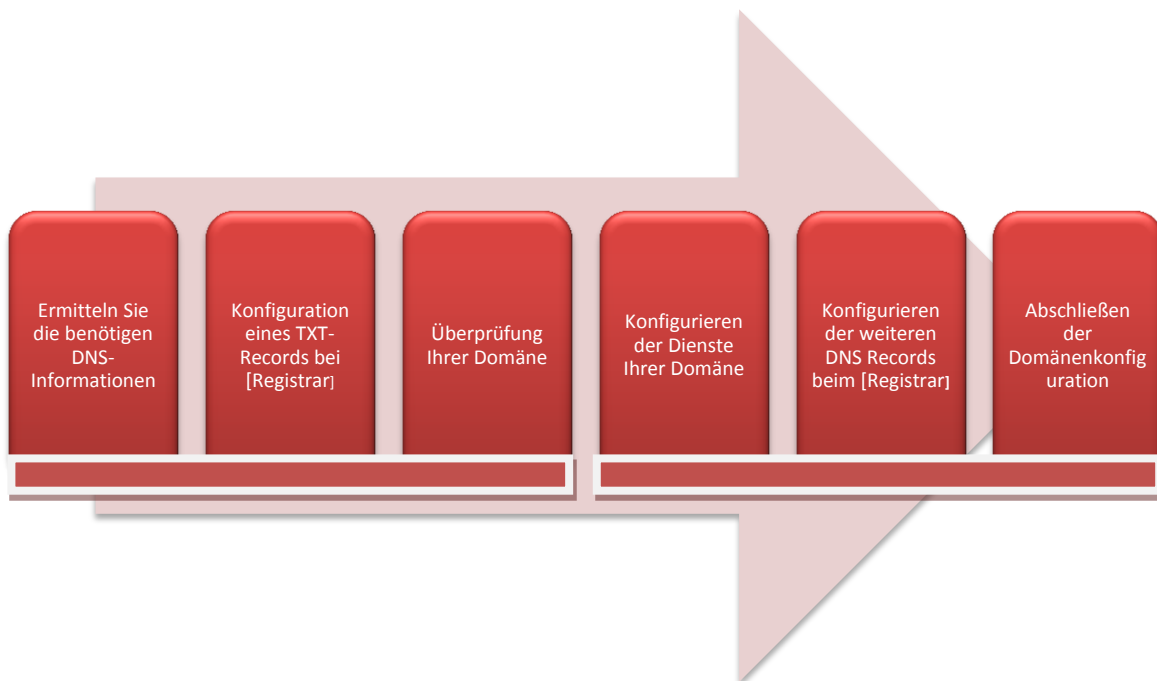 Ermitteln Sie
die benötigen
DNS-
Informationen
Konfiguration
eines TXT-
Records bei
[Registrar]
Überprüfung
Ihrer Domäne
Konfigurieren
der Dienste
Ihrer Domäne
Konfigurieren
der weiteren
DNS Records
beim [Registrar]
Abschließen
der
Domänenkonfig
uration